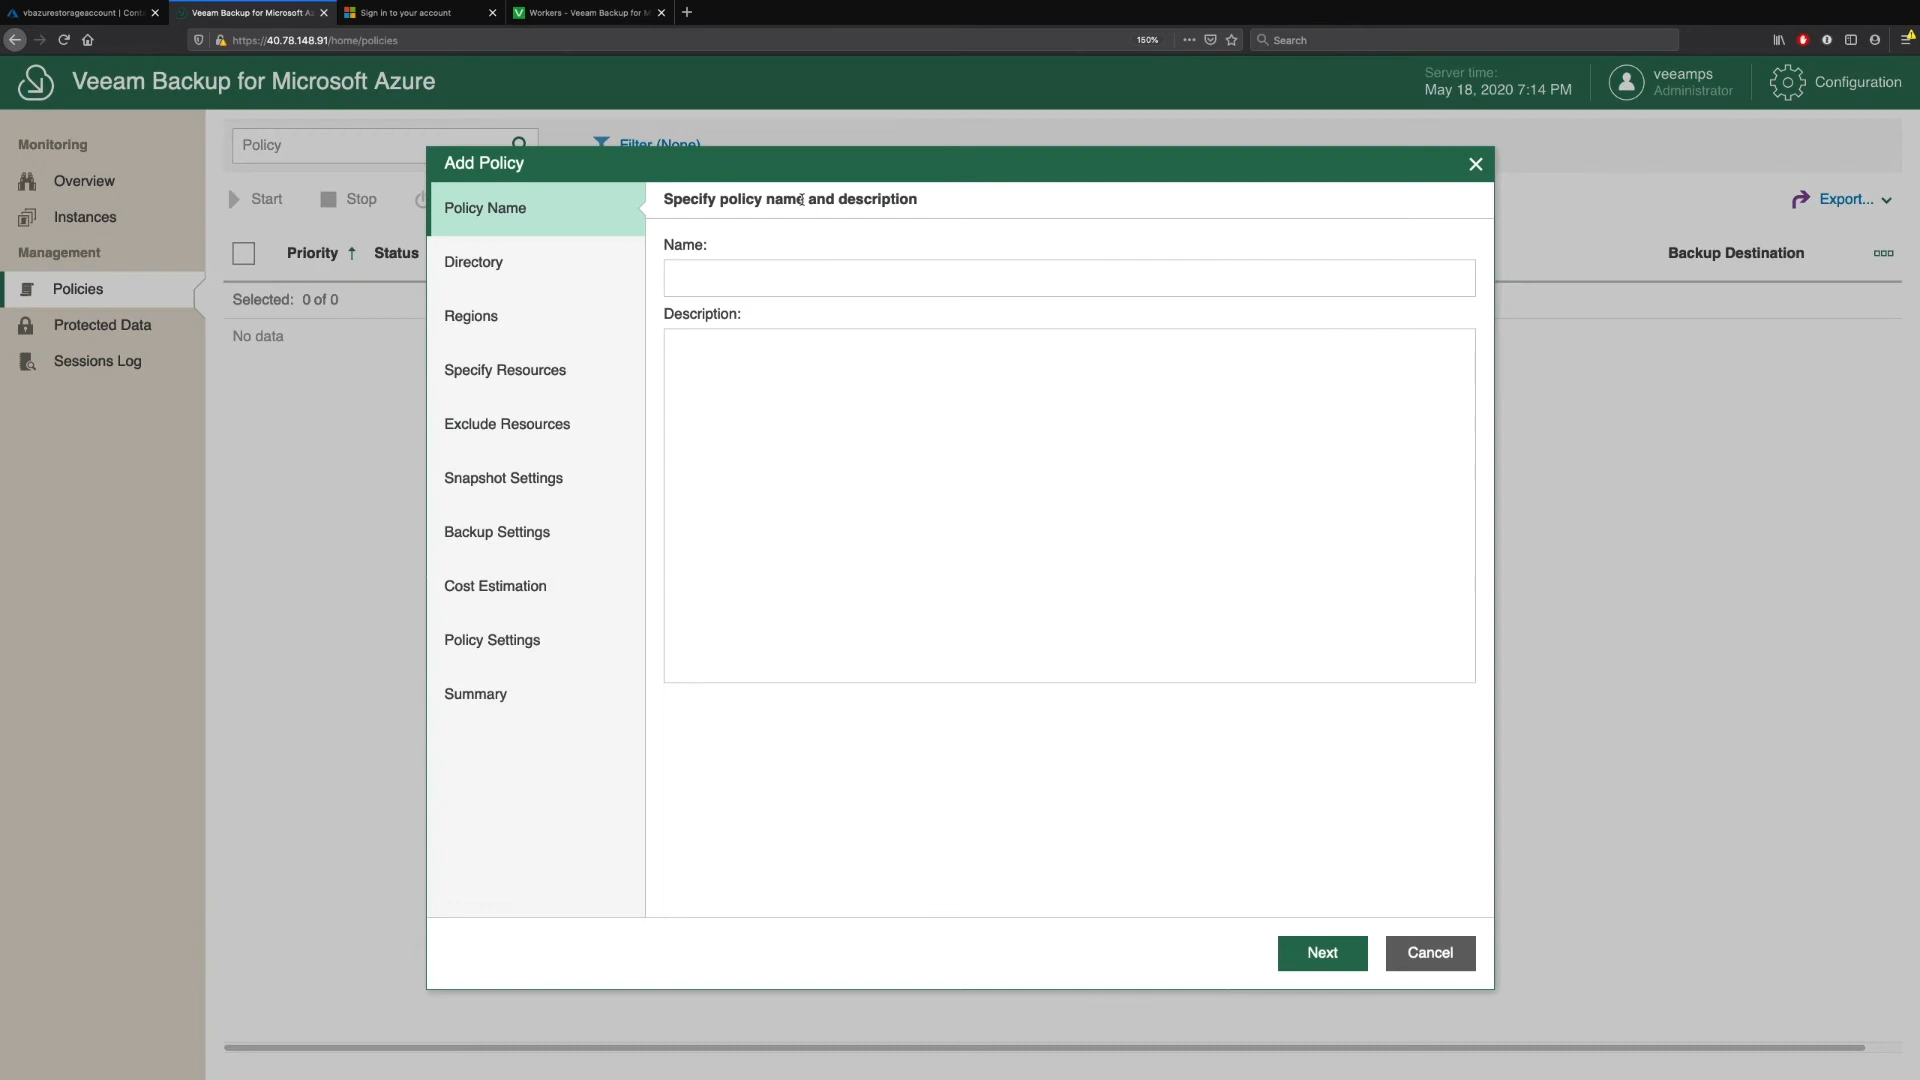 vbazurestorageaccount | Cont
Veeam Backup for Microsoft A
Sign in to your account
Workers - Veeam Backup for M
https://40.78.148.91/home/policies
150%
Search
Veeam Backup for Microsoft Azure
Server time:
May 18, 2020 7:14 PM
veeamps
Administrator
Configuration
Monitoring
Overview
Instances
Management
Policies
Protected Data
Sessions Log
Policy
Filter (None)
Start
Stop
Export...
Priority
Status
Backup Destination
Selected: 0 of 0
No data
Add Policy
Policy Name
Directory
Regions
Specify Resources
Exclude Resources
Snapshot Settings
Backup Settings
Cost Estimation
Policy Settings
Summary
Specify policy name and description
Name:
Description:
Next
Cancel